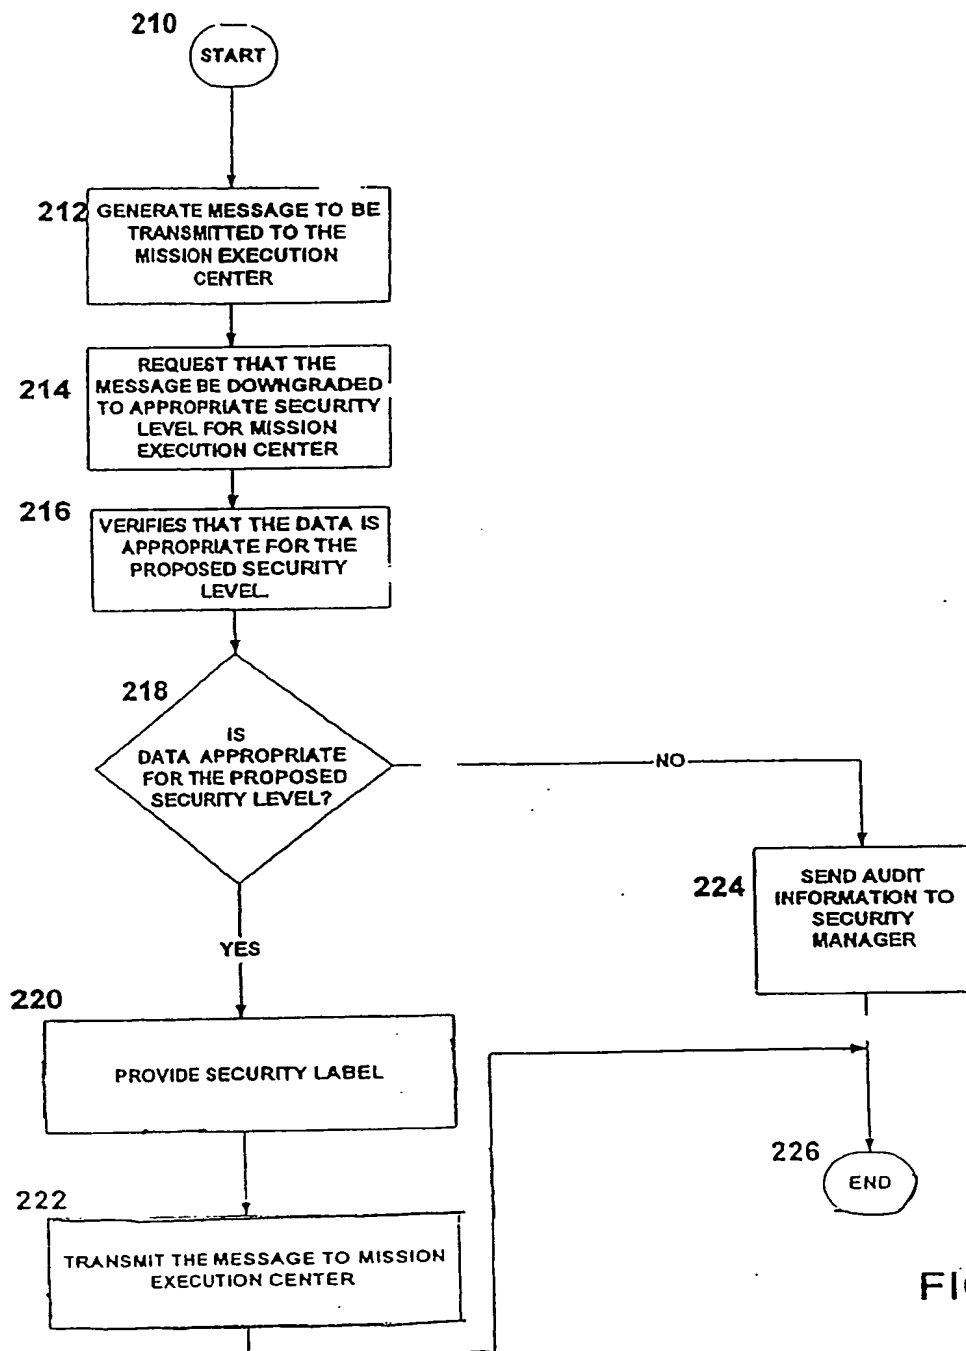 210
START
212
GENERATE MESSAGE TO BE
TRANSMITTED TO THE
MISSION EXECUTION
CENTER
214
REQUEST THAT THE
MESSAGE BE DOWNGRADED
TO APPROPRIATE SECURITY
LEVEL FOR MISSION
EXECUTION CENTER
216
VERIFIES THAT THE DATA IS
APPROPRIATE FOR THE
PROPOSED SECURITY
LEVEL.
218
IS
DATA APPROPRIATE
FOR THE PROPOSED
SECURITY LEVEL?
NO
YES
224
SEND AUDIT
INFORMATION TO
SECURITY
MANAGER
220
PROVIDE SECURITY LABEL
226
END
222
TRANSMIT THE MESSAGE TO MISSION
EXECUTION CENTER